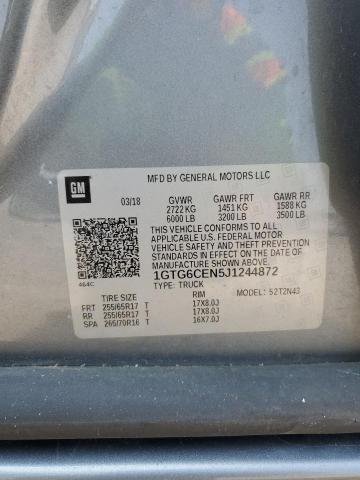 GM
MFD BY GENERAL MOTORS LLC
03/18 GVWR GAWR FRT GAWR RR
2722 KG 1451 KG 1588 KG
6000 LB 3200 LB 3500 LB
THIS VEHICLE CONFORMS TO ALL
APPLICABLE U.S. FEDERAL MOTOR
VEHICLE SAFETY AND THEFT PREVENTION
STANDARDS IN EFFECT ON THE DATE
OF MANUFACTURE SHOWN ABOVE.
1GTG6CEN5J1244872
464C TYPE: TRUCK MODEL: 52T2N43
TIRE SIZE RIM
FRT 255/65R17 T 17X8.0J
RR 255/65R17 T 17X8.0J
SPA 265/70R16 T 16X7.0J